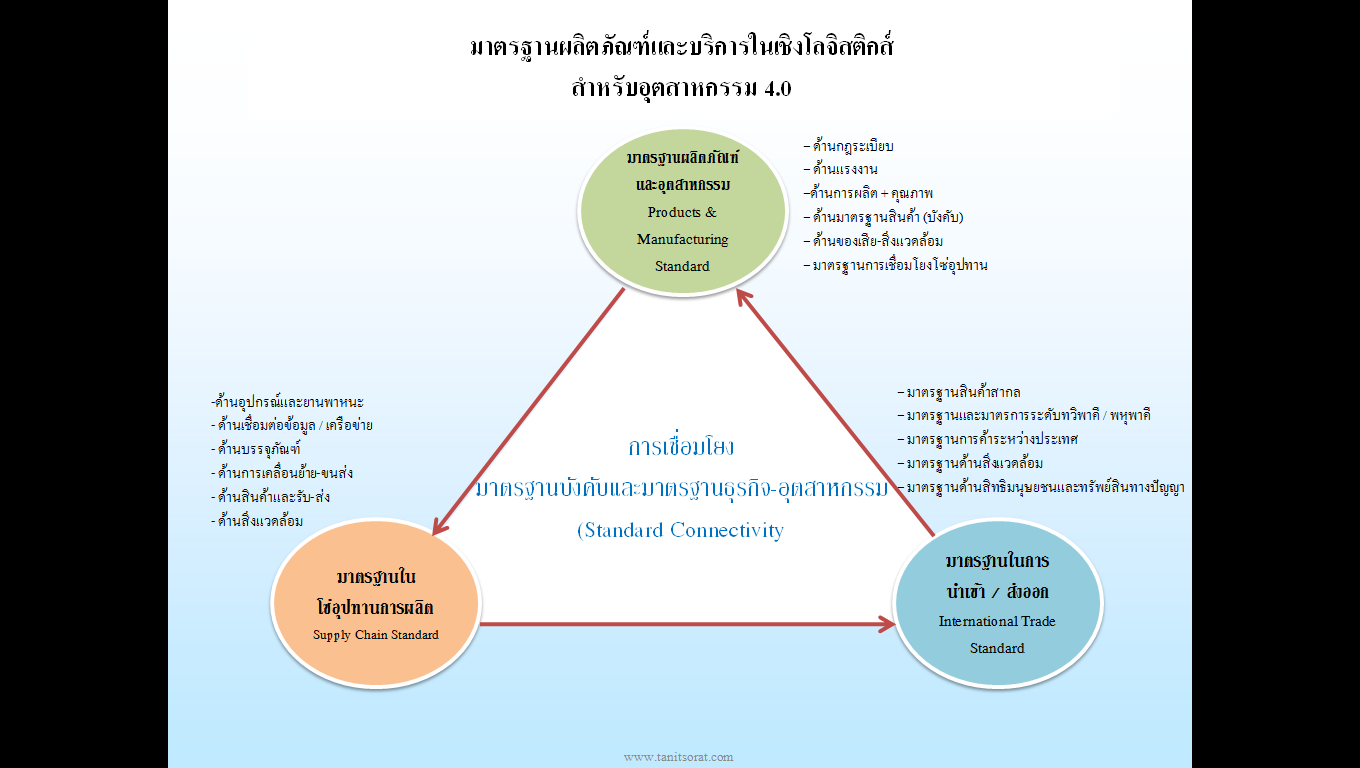 มาตรฐานผลิตภัณฑ์และบริการในเชิงโลจิสติกส์
สำหรับอุตสาหกรรม 4.0
มาตรฐานผลิตภัณฑ์
และอุตสาหกรรม
Products &
Manufacturing
Standard
– ด้านกฎระเบียบ
– ด้านแรงงาน
–ด้านการผลิต + คุณภาพ
– ด้านมาตรฐานสินค้า (บังคับ)
– ด้านของเสีย-สิ่งแวดล้อม
– มาตรฐานการเชื่อมโยงโซ่อุปทาน
-ด้านอุปกรณ์และยานพาหนะ
- ด้านเชื่อมต่อข้อมูล / เครือข่าย
- ด้านบรรจุภัณฑ์
- ด้านการเคลื่อนย้าย-ขนส่ง
- ด้านสินค้าและรับ-ส่ง
- ด้านสิ่งแวดล้อม
– มาตรฐานสินค้าสากล
– มาตรฐานและมาตรการระดับทวิพาคี / พหุพาคี
– มาตรฐานการค้าระหว่างประเทศ
– มาตรฐานด้านสิ่งแวดล้อม
– มาตรฐานด้านสิทธิมนุษยชนและทรัพย์สินทางปัญญา
การเชื่อมโยง
มาตรฐานบังคับและมาตรฐานธุรกิจ-อุตสาหกรรม
(Standard Connectivity
มาตรฐานใน
โซ่อุปทานการผลิต
Supply Chain Standard
มาตรฐานในการ
นำเข้า / ส่งออก
International Trade
Standard
www.tanitsorat.com